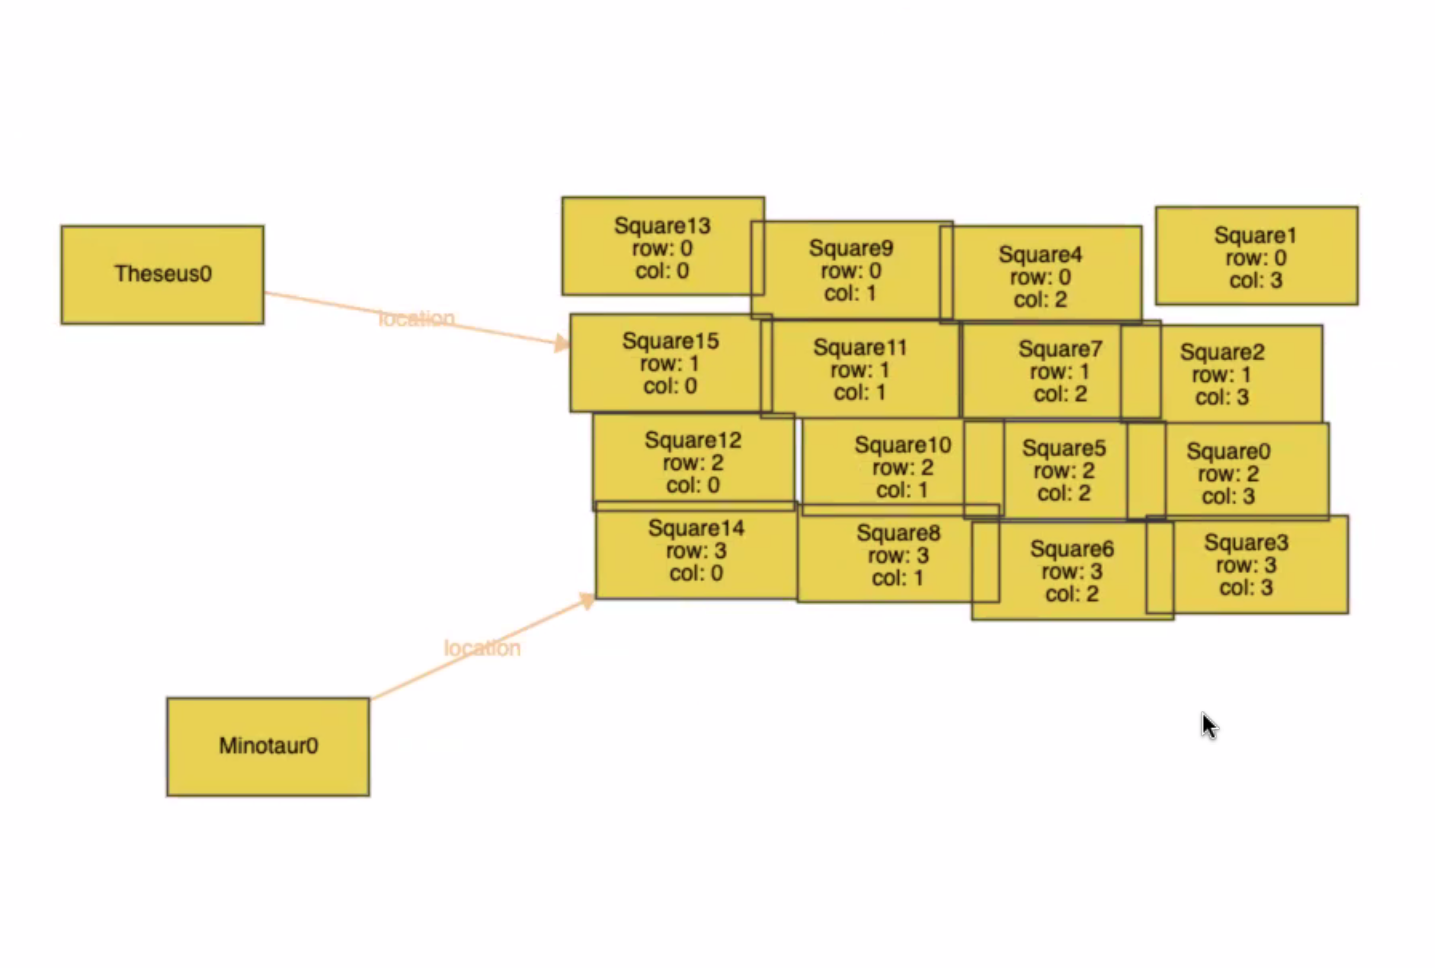 Theseus0
location
Square13
row: 0
col: 0
Square9
row: 0
col: 1
Square4
row: 0
col: 2
Square1
row: 0
col: 3
Square15
row: 1
col: 0
Square11
row: 1
col: 1
Square7
row: 1
col: 2
Square2
row: 1
col: 3
Square12
row: 2
col: 0
Square10
row: 2
col: 1
Square5
row: 2
col: 2
Square0
row: 2
col: 3
Square14
row: 3
col: 0
Square8
row: 3
col: 1
Square6
row: 3
col: 2
Square3
row: 3
col: 3
location
Minotaur0